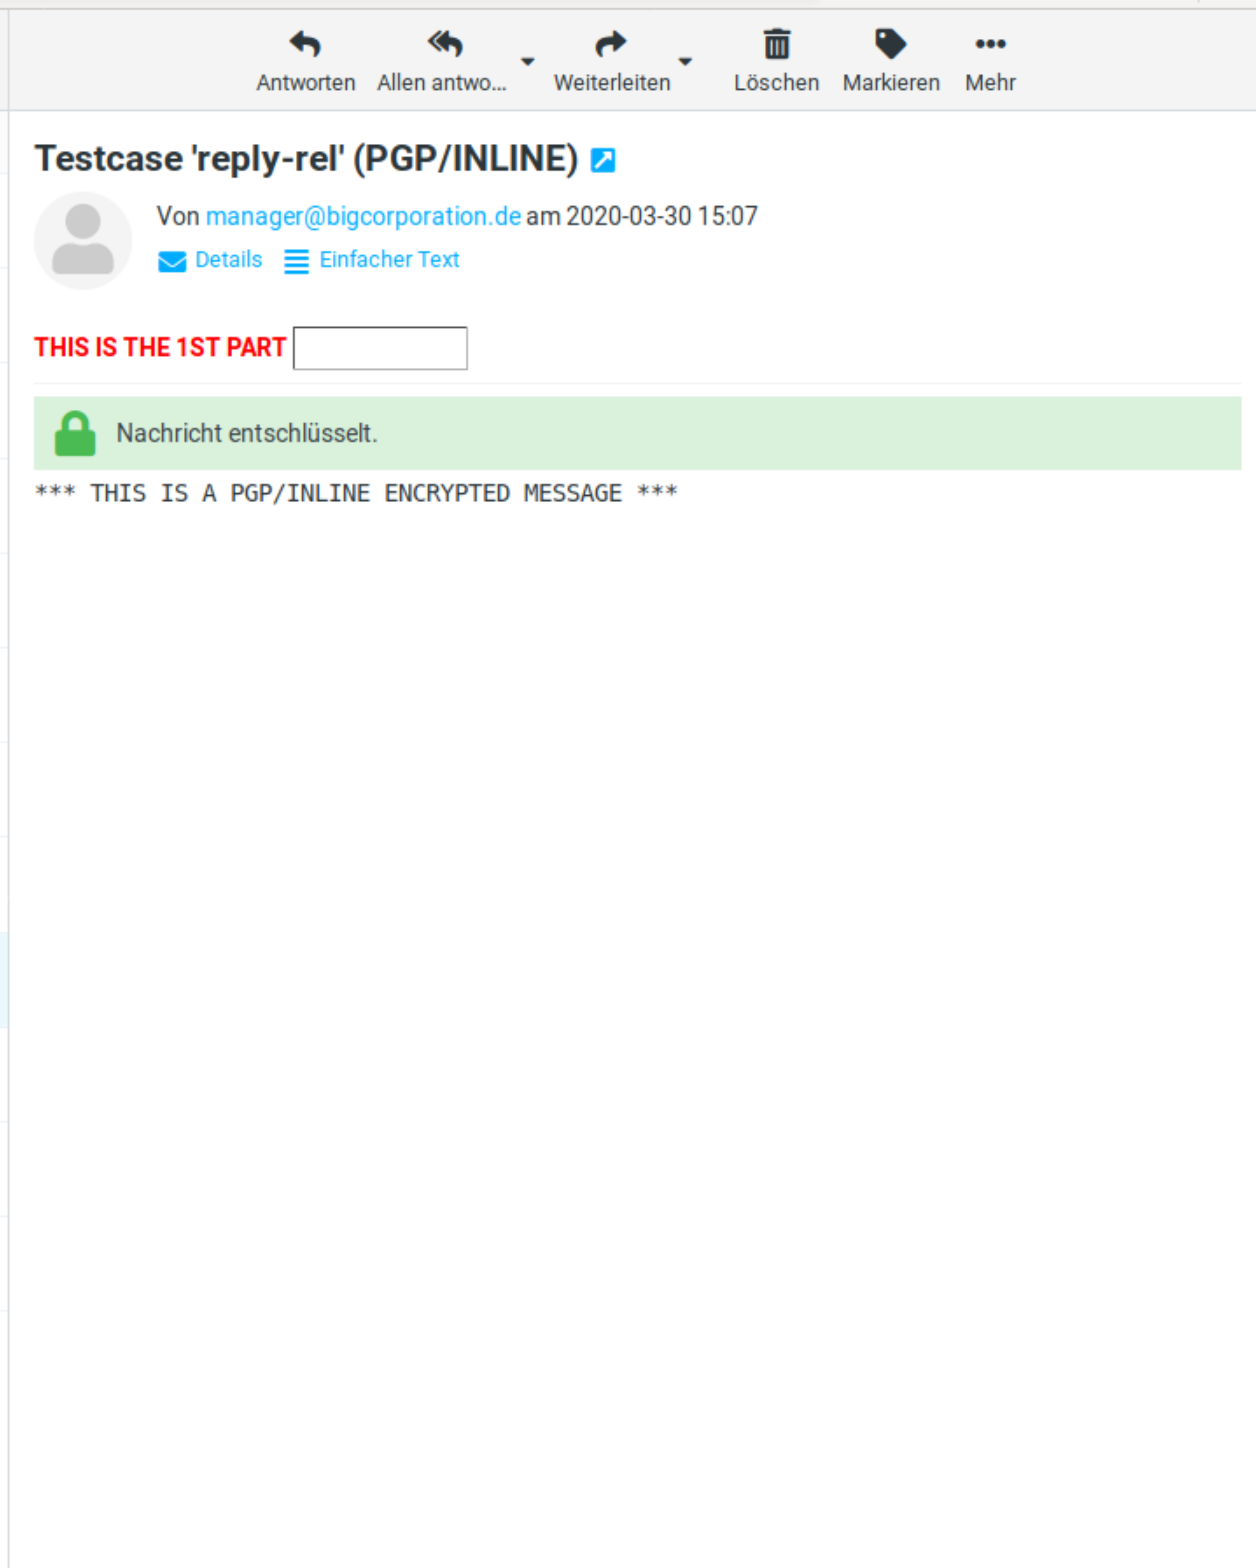 Antworten Allen antwo... Weiterleiten Löschen Markieren Mehr
Testcase 'reply-rel' (PGP/INLINE)
Von manager@bigcorporation.de am 2020-03-30 15:07
Details Einfacher Text
THIS IS THE 1ST PART
Nachricht entschlüsselt.
*** THIS IS A PGP/INLINE ENCRYPTED MESSAGE ***